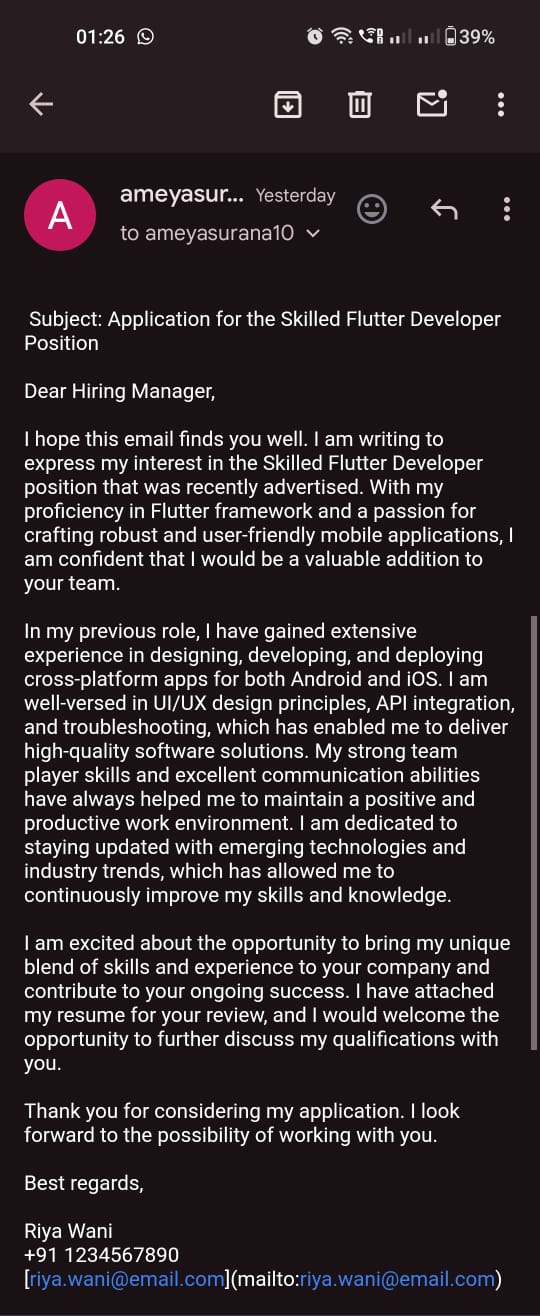 01:26
39%
A
ameyasur... Yesterday
to ameyasurana10
Subject: Application for the Skilled Flutter Developer
Position
Dear Hiring Manager,
I hope this email finds you well. I am writing to
express my interest in the Skilled Flutter Developer
position that was recently advertised. With my
proficiency in Flutter framework and a passion for
crafting robust and user-friendly mobile applications, I
am confident that I would be a valuable addition to
your team.
In my previous role, I have gained extensive
experience in designing, developing, and deploying
cross-platform apps for both Android and iOS. I am
well-versed in UI/UX design principles, API integration,
and troubleshooting, which has enabled me to deliver
high-quality software solutions. My strong team
player skills and excellent communication abilities
have always helped me to maintain a positive and
productive work environment. I am dedicated to
staying updated with emerging technologies and
industry trends, which has allowed me to
continuously improve my skills and knowledge.
I am excited about the opportunity to bring my unique
blend of skills and experience to your company and
contribute to your ongoing success. I have attached
my resume for your review, and I would welcome the
opportunity to further discuss my qualifications with
you.
Thank you for considering my application. I look
forward to the possibility of working with you.
Best regards,
Riya Wani
+91 1234567890
[riya.wani@email.com](mailto:riya.wani@email.com)